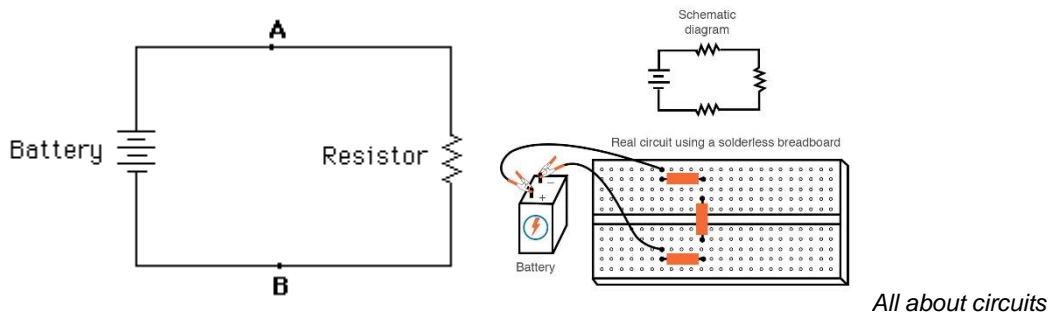 A
Battery
Resistor
B
Schematic
diagram
Real circuit using a solderless breadboard
−
+
Battery
All about circuits